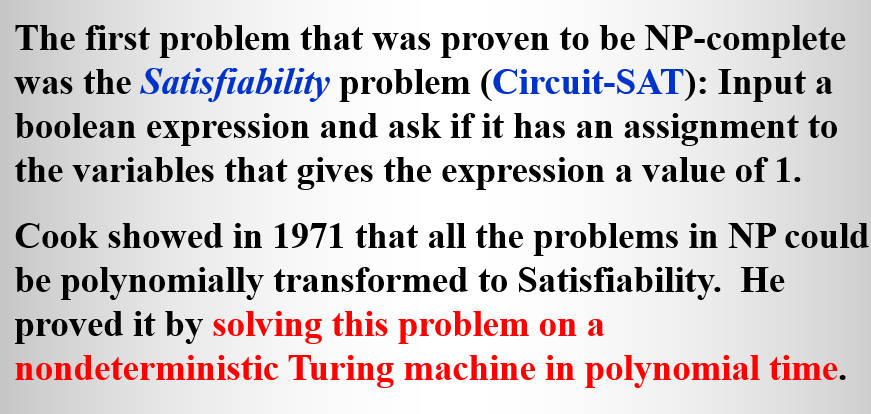 The first problem that was proven to be NP-complete
was the Satisfiability problem (Circuit-SAT): Input a
boolean expression and ask if it has an assignment to
the variables that gives the expression a value of 1.
Cook showed in 1971 that all the problems in NP could
be polynomially transformed to Satisfiability.  He
proved it by solving this problem on a
nondeterministic Turing machine in polynomial time.